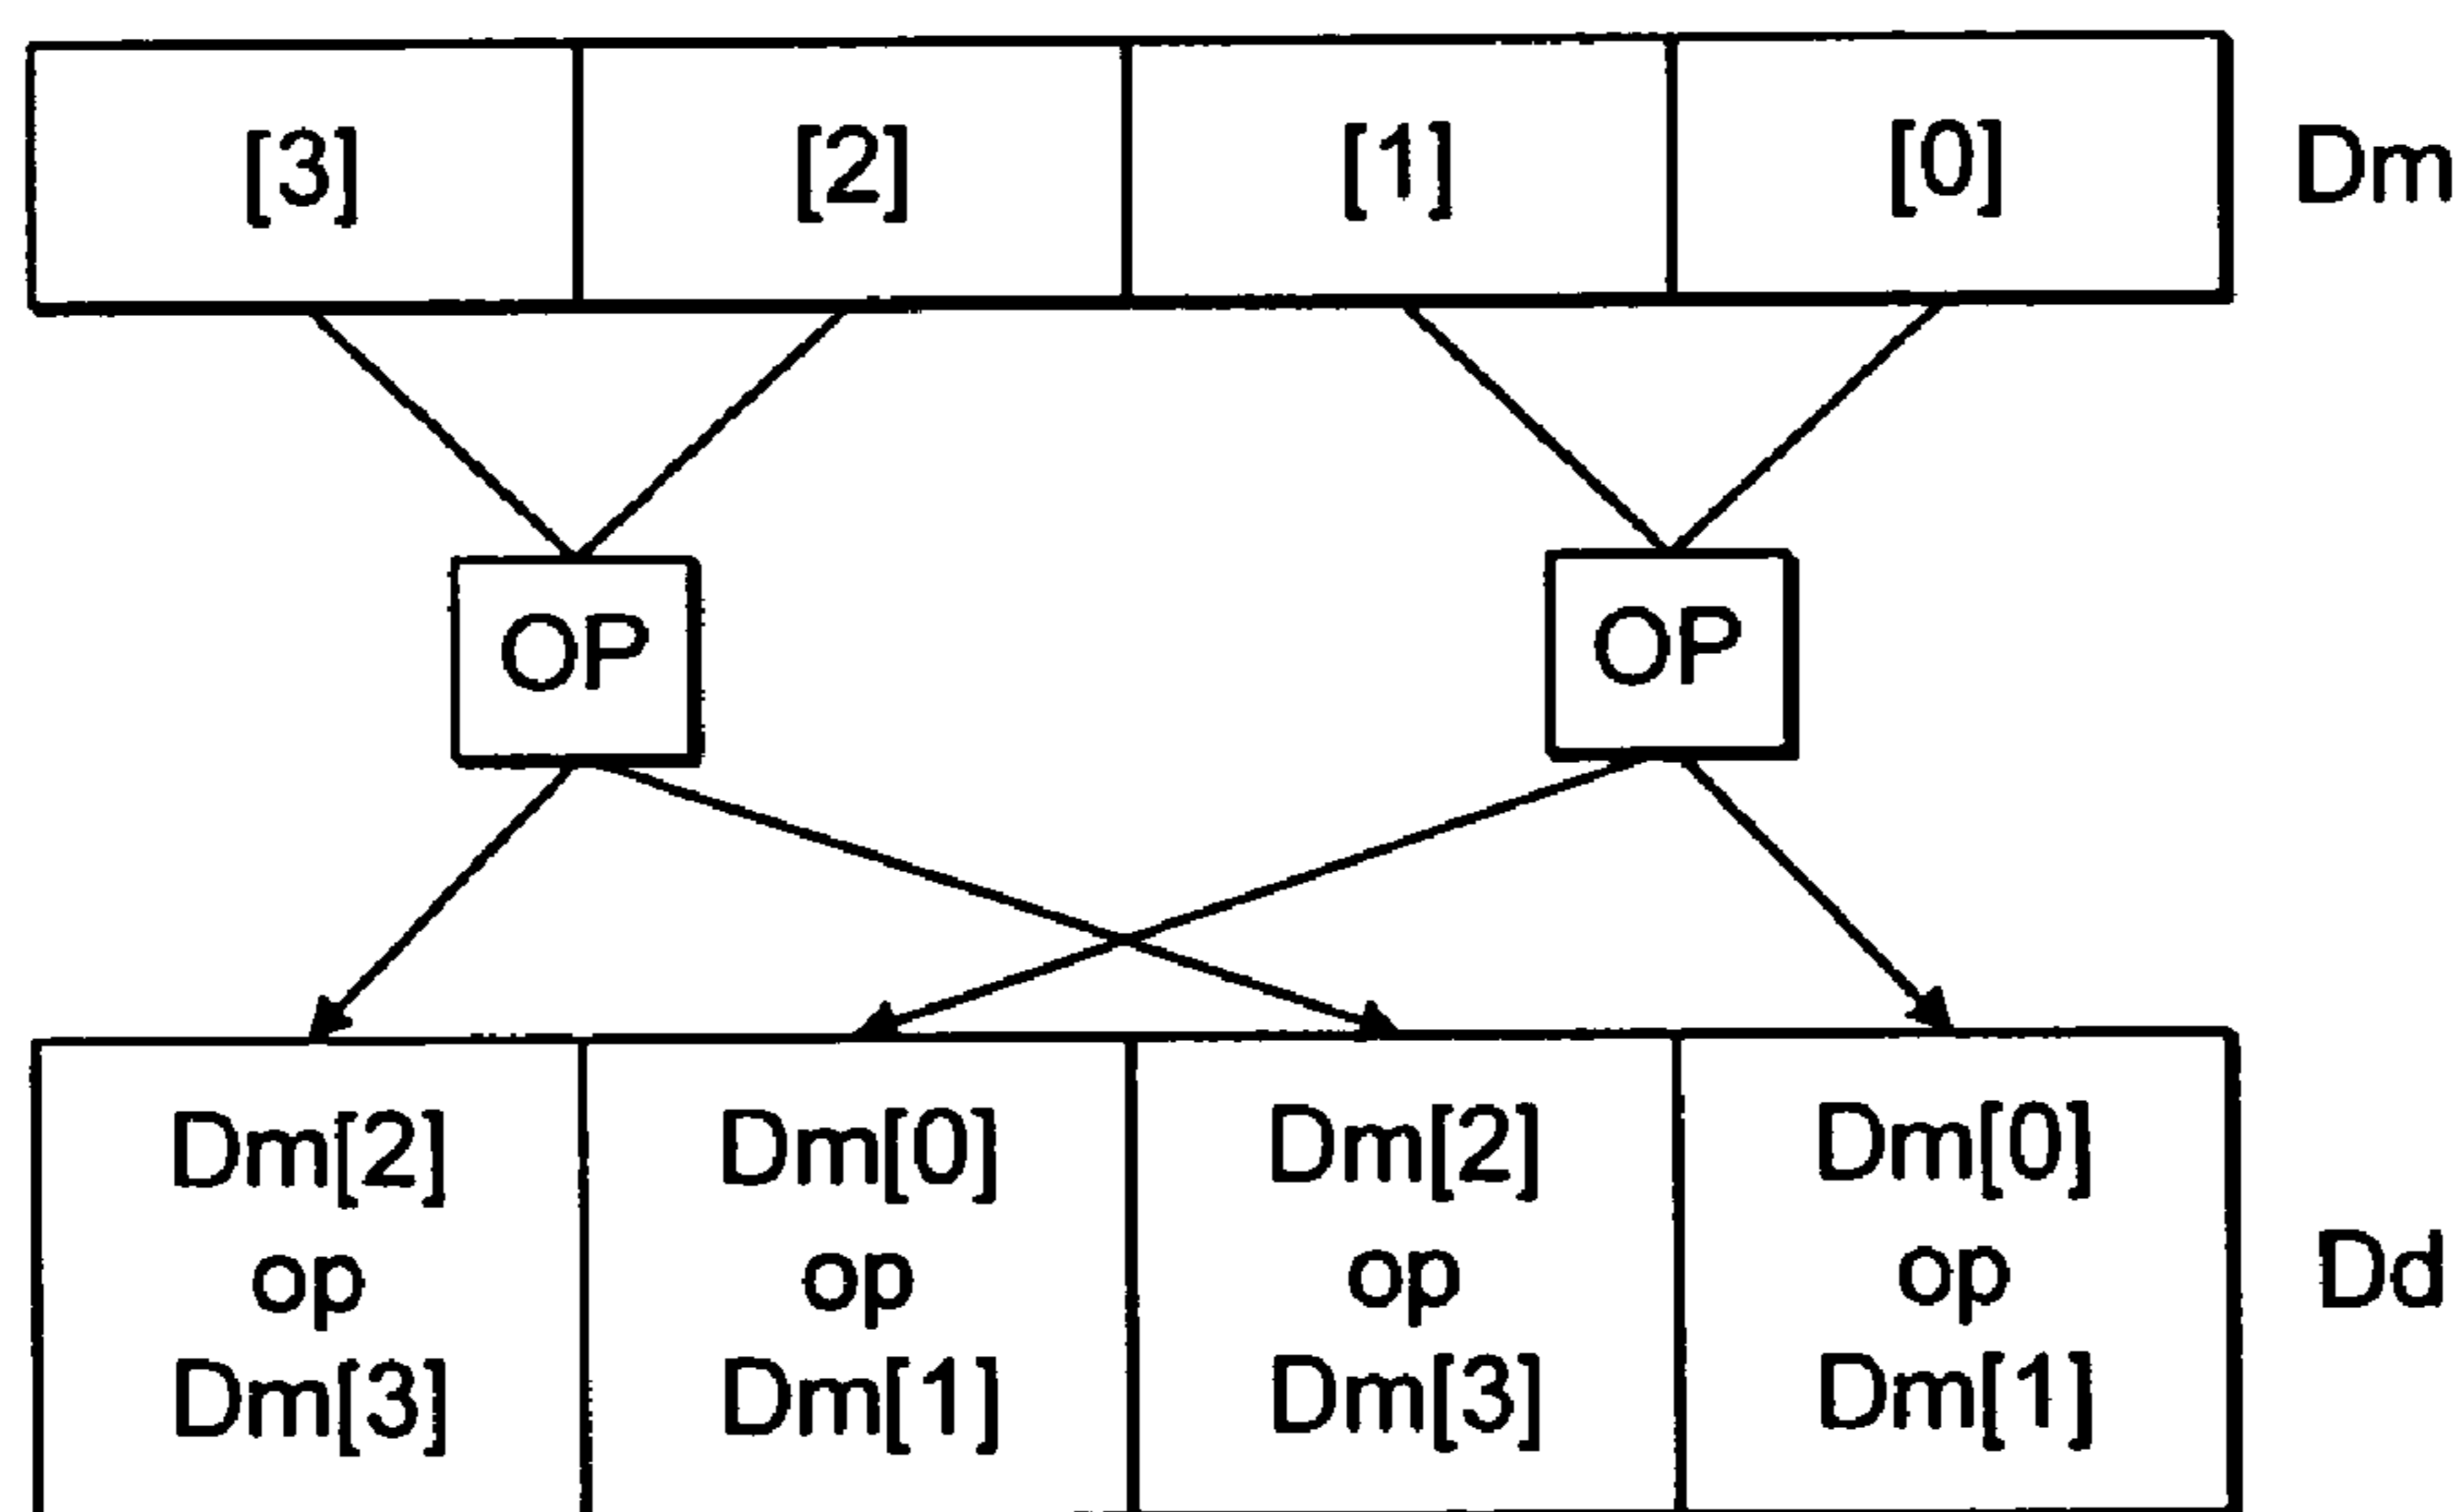 [3] [2] [1] [0] Dm
OP OP
Dm[2] Dm[0] Dm[2] Dm[0]
op op op op Dd
Dm[3] Dm[1] Dm[3] Dm[1]